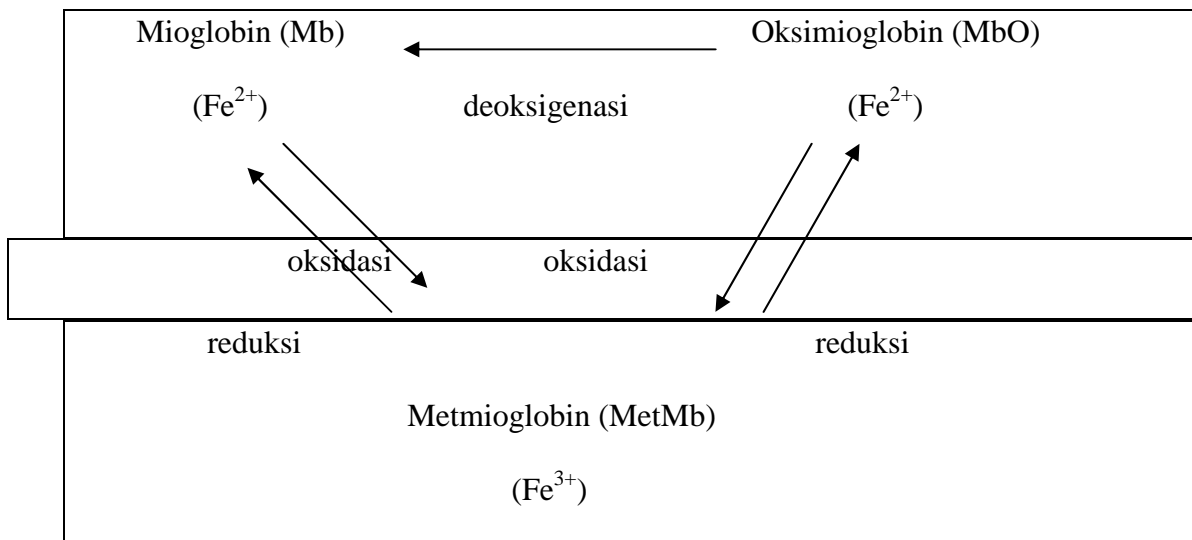 Mioglobin (Mb) Oksimioglobin (MbO)
(Fe²⁺) deoksigenasi (Fe²⁺)
oksidasi oksidasi
reduksi reduksi
Metmioglobin (MetMb)
(Fe³⁺)